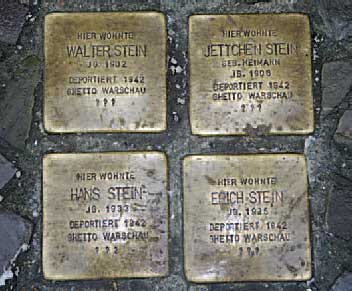 HIER WOHNTE
WALTER STEIN
JG. 1932
DEPORTIERT 1942
GHETTO WARSCHAU
???
HIER WOHNTE
JETTCHEN STEIN
GEB. HEIMANN
JG. 1906
DEPORTIERT 1942
GHETTO WARSCHAU
???
HIER WOHNTE
HANS STEIN
JG.
DEPORTIERT 1942
GHETTO WARSCHAU
???
HIER WOHNTE
ERICH STEIN
JG.
DEPORTIERT 1942
GHETTO WARSCHAU
???